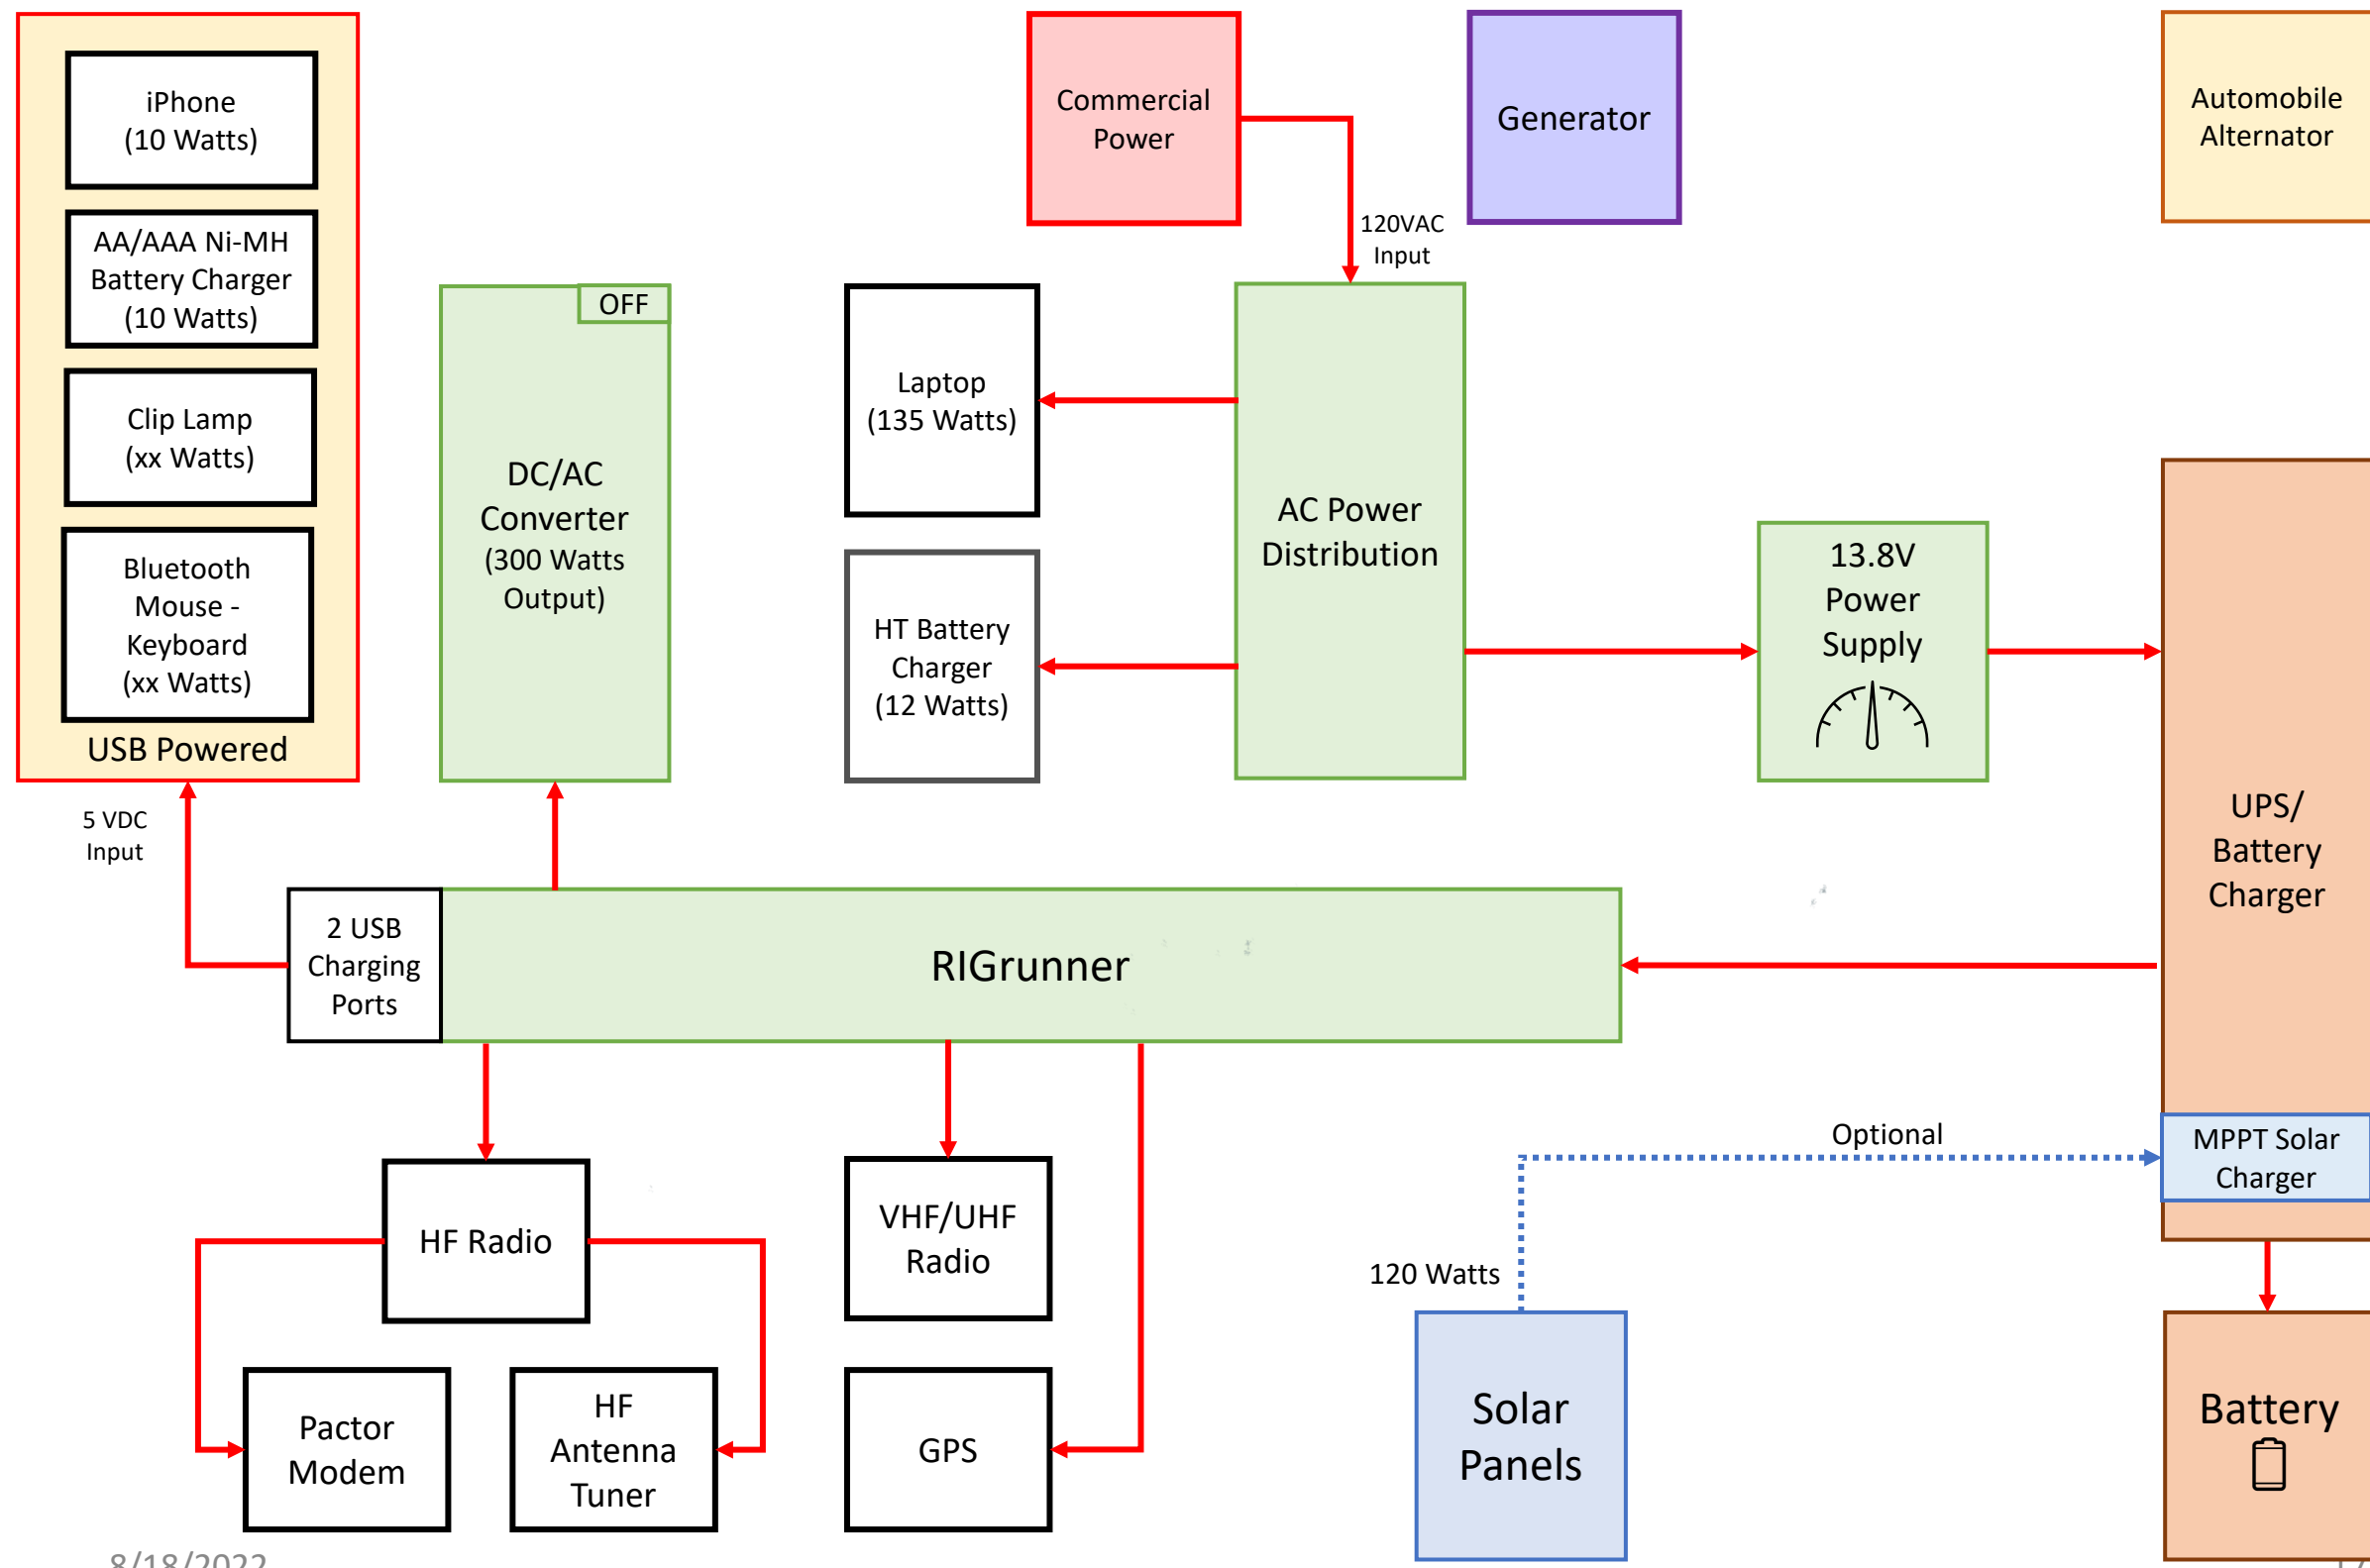 iPhone
(10 Watts)
AA/AAA Ni-MH
Battery Charger
(10 Watts)
Clip Lamp
(xx Watts)
Bluetooth
Mouse -
Keyboard
(xx Watts)
USB Powered
5 VDC
Input
OFF
DC/AC
Converter
(300 Watts
Output)
Commercial
Power
Generator
Automobile
Alternator
120VAC
Input
Laptop
(135 Watts)
HT Battery
Charger
(12 Watts)
AC Power
Distribution
13.8V
Power
Supply
UPS/
Battery
Charger
2 USB
Charging
Ports
RIGrunner
Optional
MPPT Solar
Charger
HF Radio
VHF/UHF
Radio
120 Watts
Pactor
Modem
HF
Antenna
Tuner
GPS
Solar
Panels
Battery
8/18/2022